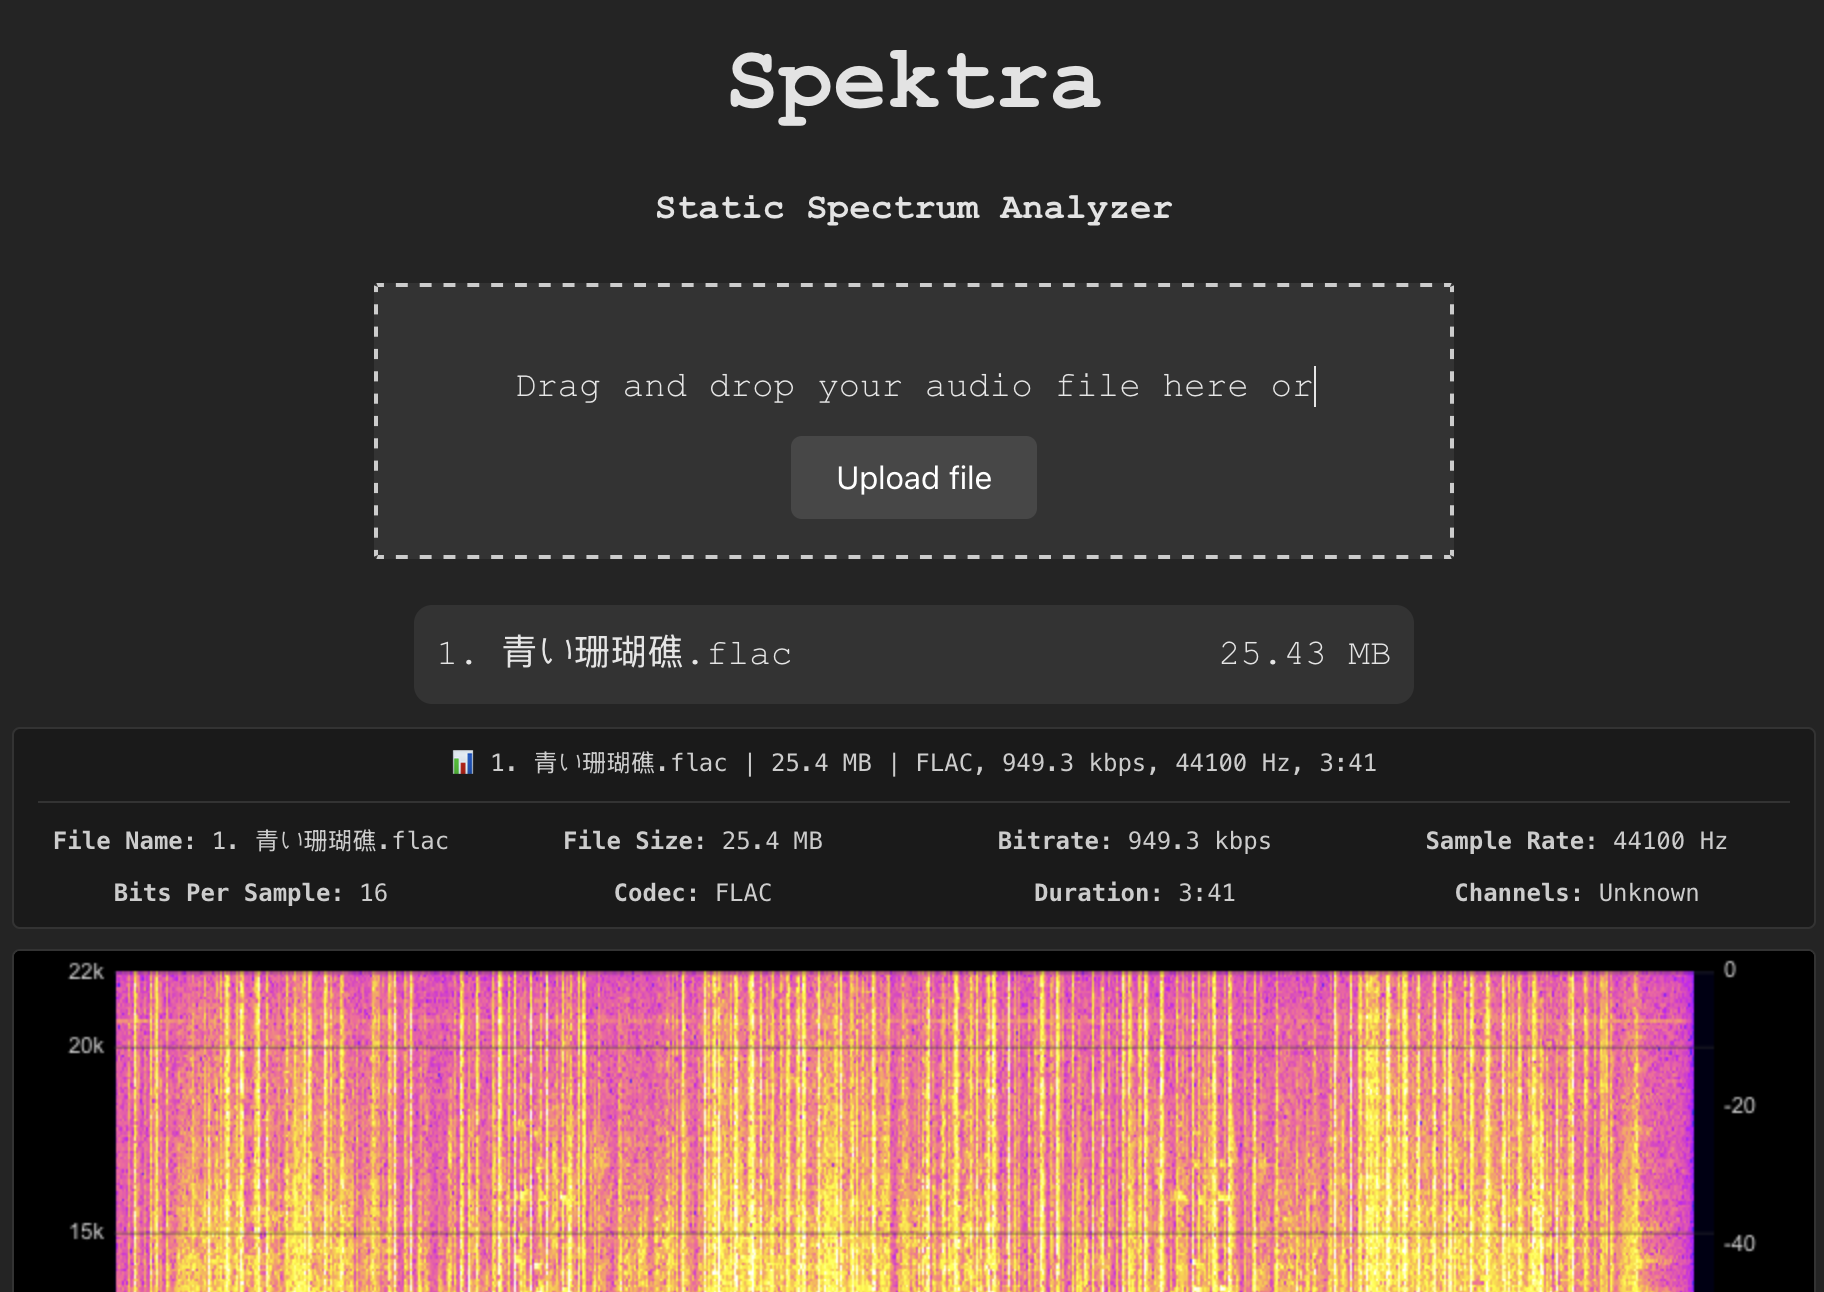 Spektra
Static Spectrum Analyzer
Drag and drop your audio file here or
Upload file
1. 青い珊瑚礁.flac 25.43 MB
📊 1. 青い珊瑚礁.flac | 25.4 MB | FLAC, 949.3 kbps, 44100 Hz, 3:41
File Name: 1. 青い珊瑚礁.flac File Size: 25.4 MB Bitrate: 949.3 kbps Sample Rate: 44100 Hz
Bits Per Sample: 16 Codec: FLAC Duration: 3:41 Channels: Unknown
22k 0
20k
-20
15k
-40